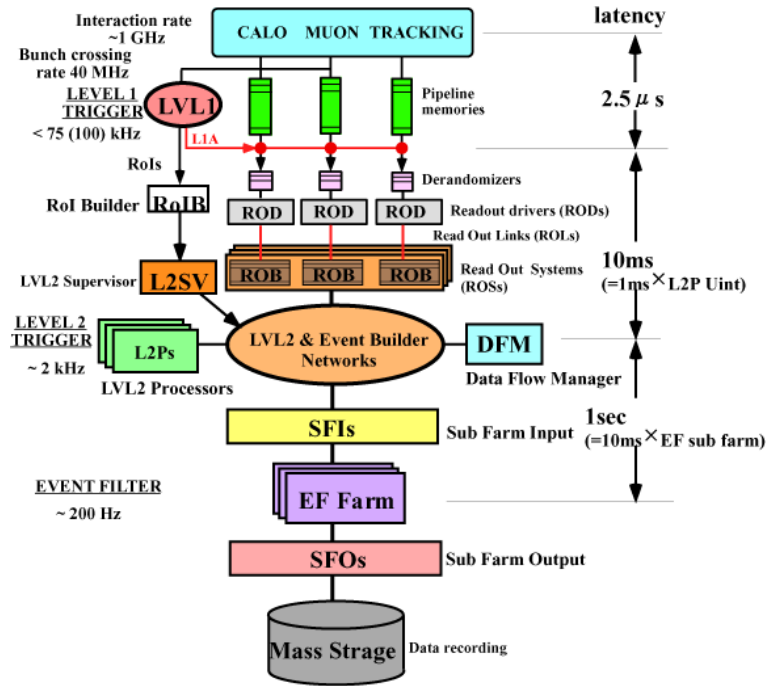 Interaction rate
~1 GHz
CALO MUON TRACKING
latency
Bunch crossing
rate 40 MHz
LEVEL 1
TRIGGER
LVL1
Pipeline
memories
2.5 μ s
< 75 (100) kHz
L1A
RoIs
Derandomizers
RoI Builder
RoIB
ROD
ROD
ROD
Readout drivers (RODs)
Read Out Links (ROLs)
LVL2 Supervisor
L2SV
ROB
ROB
ROB
Read Out Systems
(ROSs)
10ms
(=1ms×L2P Uint)
LEVEL 2
TRIGGER
~ 2 kHz
L2Ps
LVL2 Processors
LVL2 & Event Builder
Networks
DFM
Data Flow Manager
SFIs
Sub Farm Input
1sec
(=10ms×EF sub farm)
EVENT FILTER
~ 200 Hz
EF Farm
SFOs
Sub Farm Output
Mass Strage
Data recording